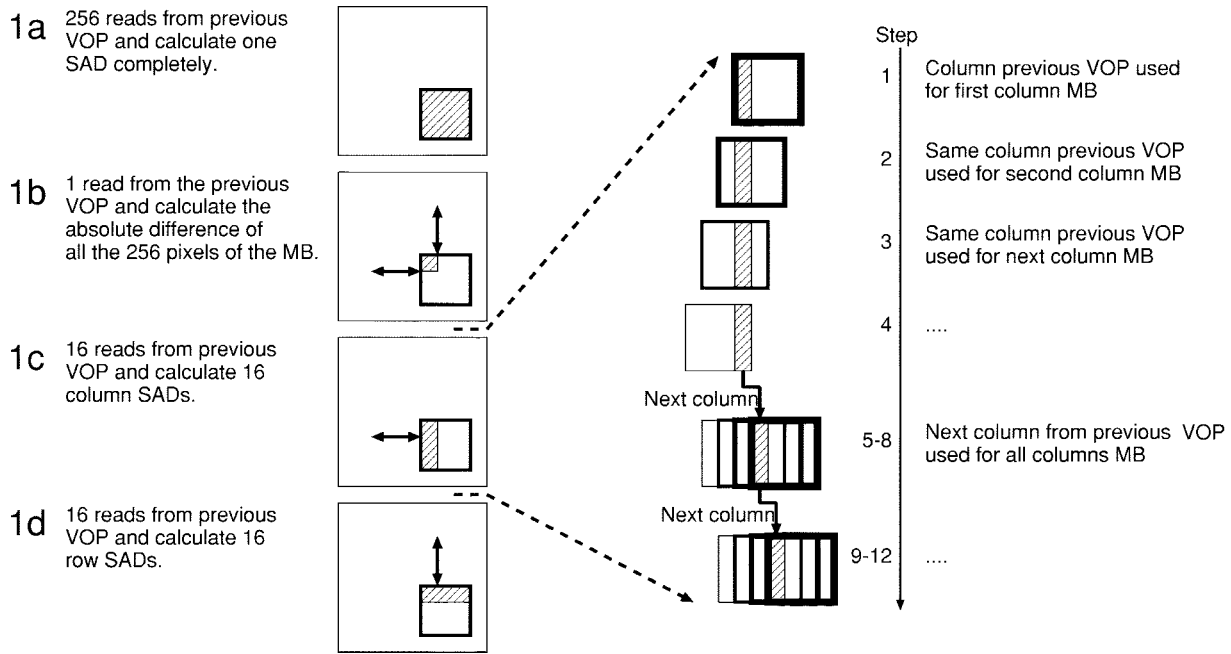 1a 256 reads from previous
VOP and calculate one
SAD completely.
1b 1 read from the previous
VOP and calculate the
absolute difference of
all the 256 pixels of the MB.
1c 16 reads from previous
VOP and calculate 16
column SADs.
1d 16 reads from previous
VOP and calculate 16
row SADs.
Step
1 Column previous VOP used
for first column MB
2 Same column previous VOP
used for second column MB
3 Same column previous VOP
used for next column MB
4 ....
Next column
5-8 Next column from previous VOP
used for all columns MB
Next column
9-12 ....